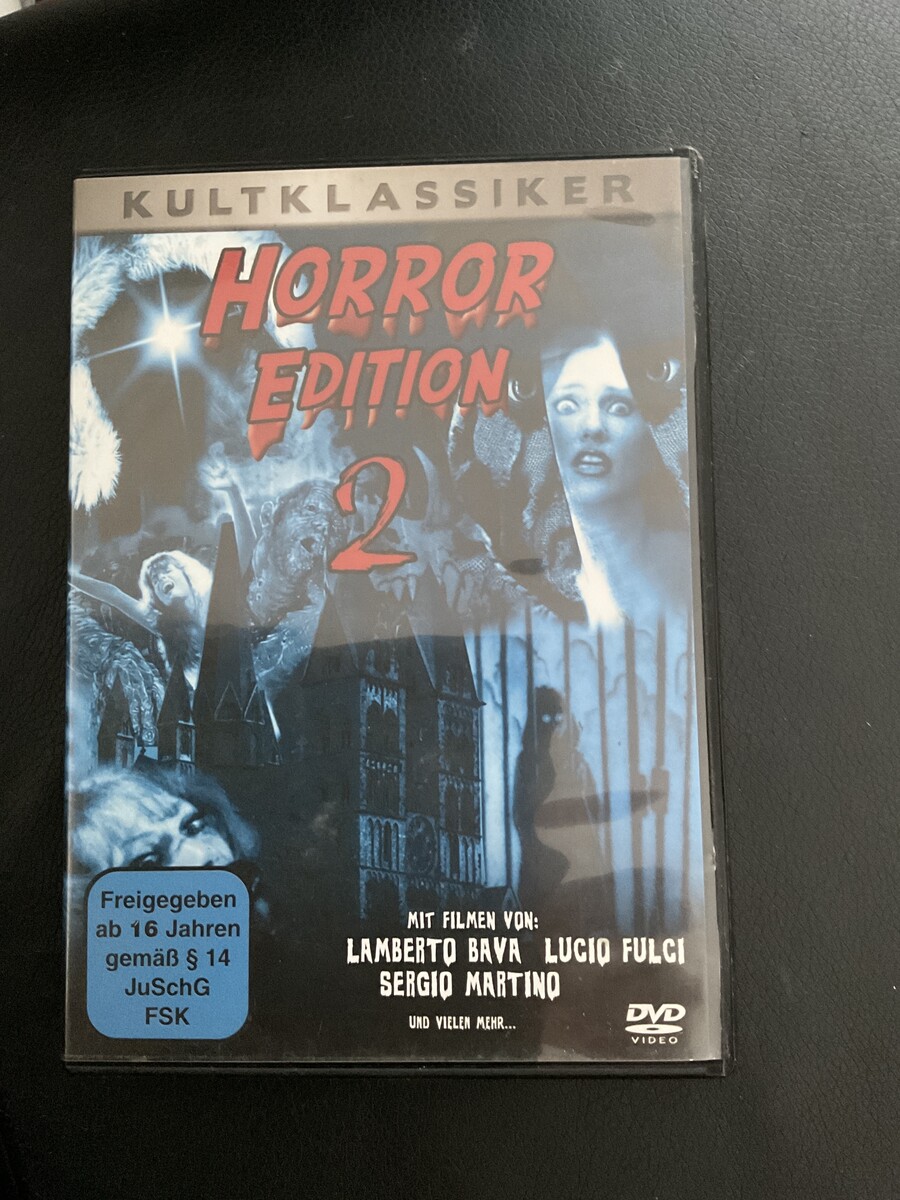 KULTKLASSIKER
HORROR
EDITION
2
Freigegeben
ab 16 Jahren
gemäß § 14
JuSchG
FSK
MIT FILMEN VON:
LAMBERTO BAVA LUCIO FULCI
SERGIO MARTINO
UND VIELEN MEHR...
DVD
VIDEO